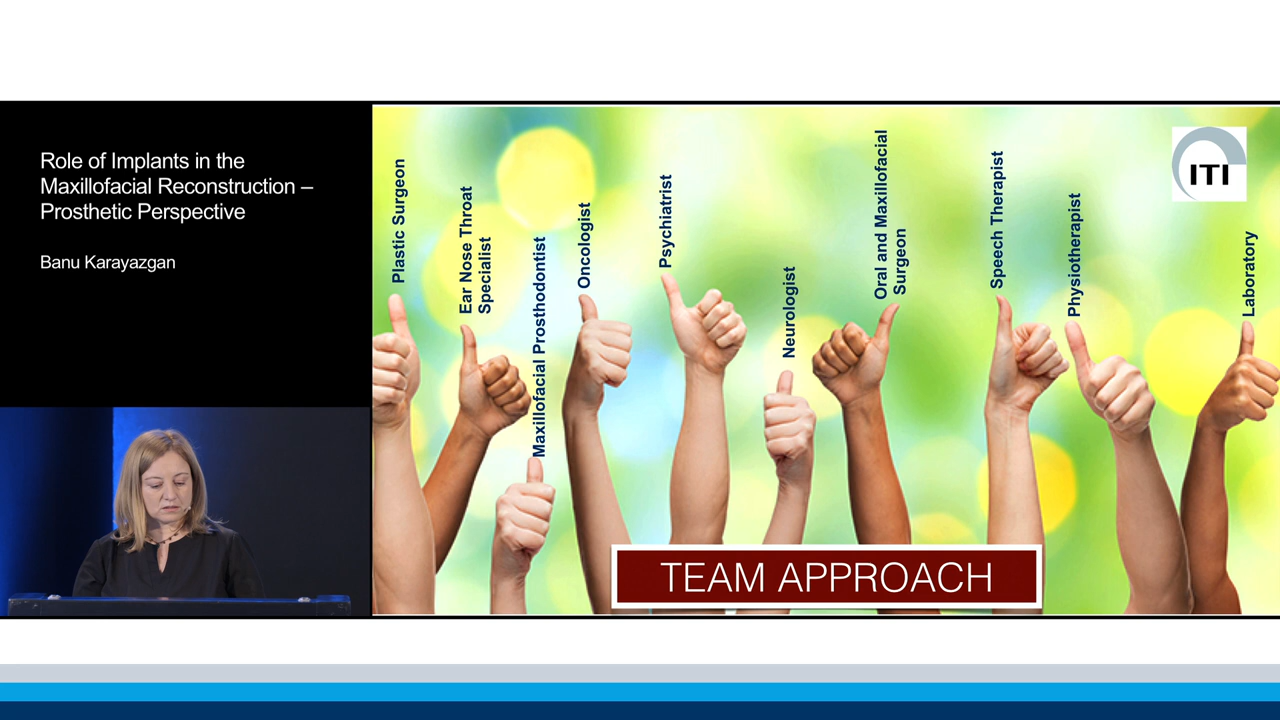 Role of Implants in the
Maxillofacial Reconstruction –
Prosthetic Perspective
Banu Karayazgan
Plastic Surgeon
Ear Nose Throat
Specialist
Maxillofacial Prosthodontist
Oncologist
Psychiatrist
Neurologist
Oral and Maxillofacial
Surgeon
Speech Therapist
Physiotherapist
Laboratory
ITI
TEAM APPROACH